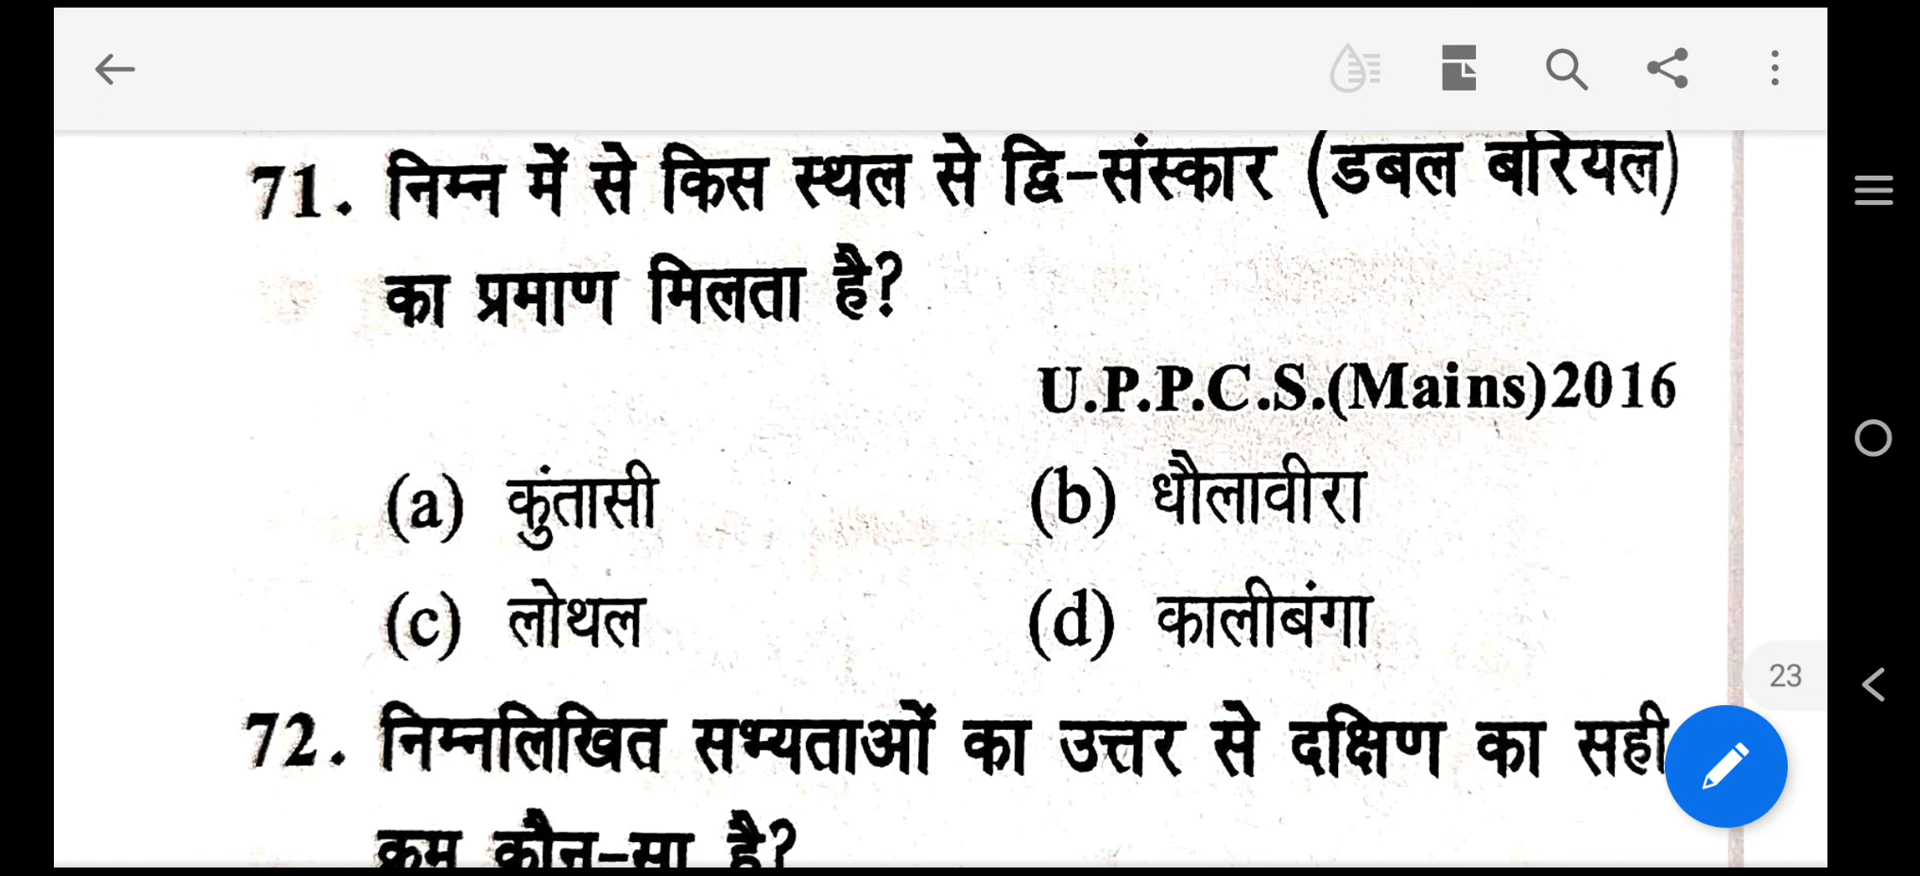 71. निम्न में से किस स्थल से द्वि-संस्कार (डबल बरियल)
का प्रमाण मिलता है?
U.P.P.C.S.(Mains)2016
(a) कुंतासी (b) धौलावीरा
(c) लोथल (d) कालीबंगा
23
72. निम्नलिखित सभ्यताओं का उत्तर से दक्षिण का सही
क्रम कौन-सा है?